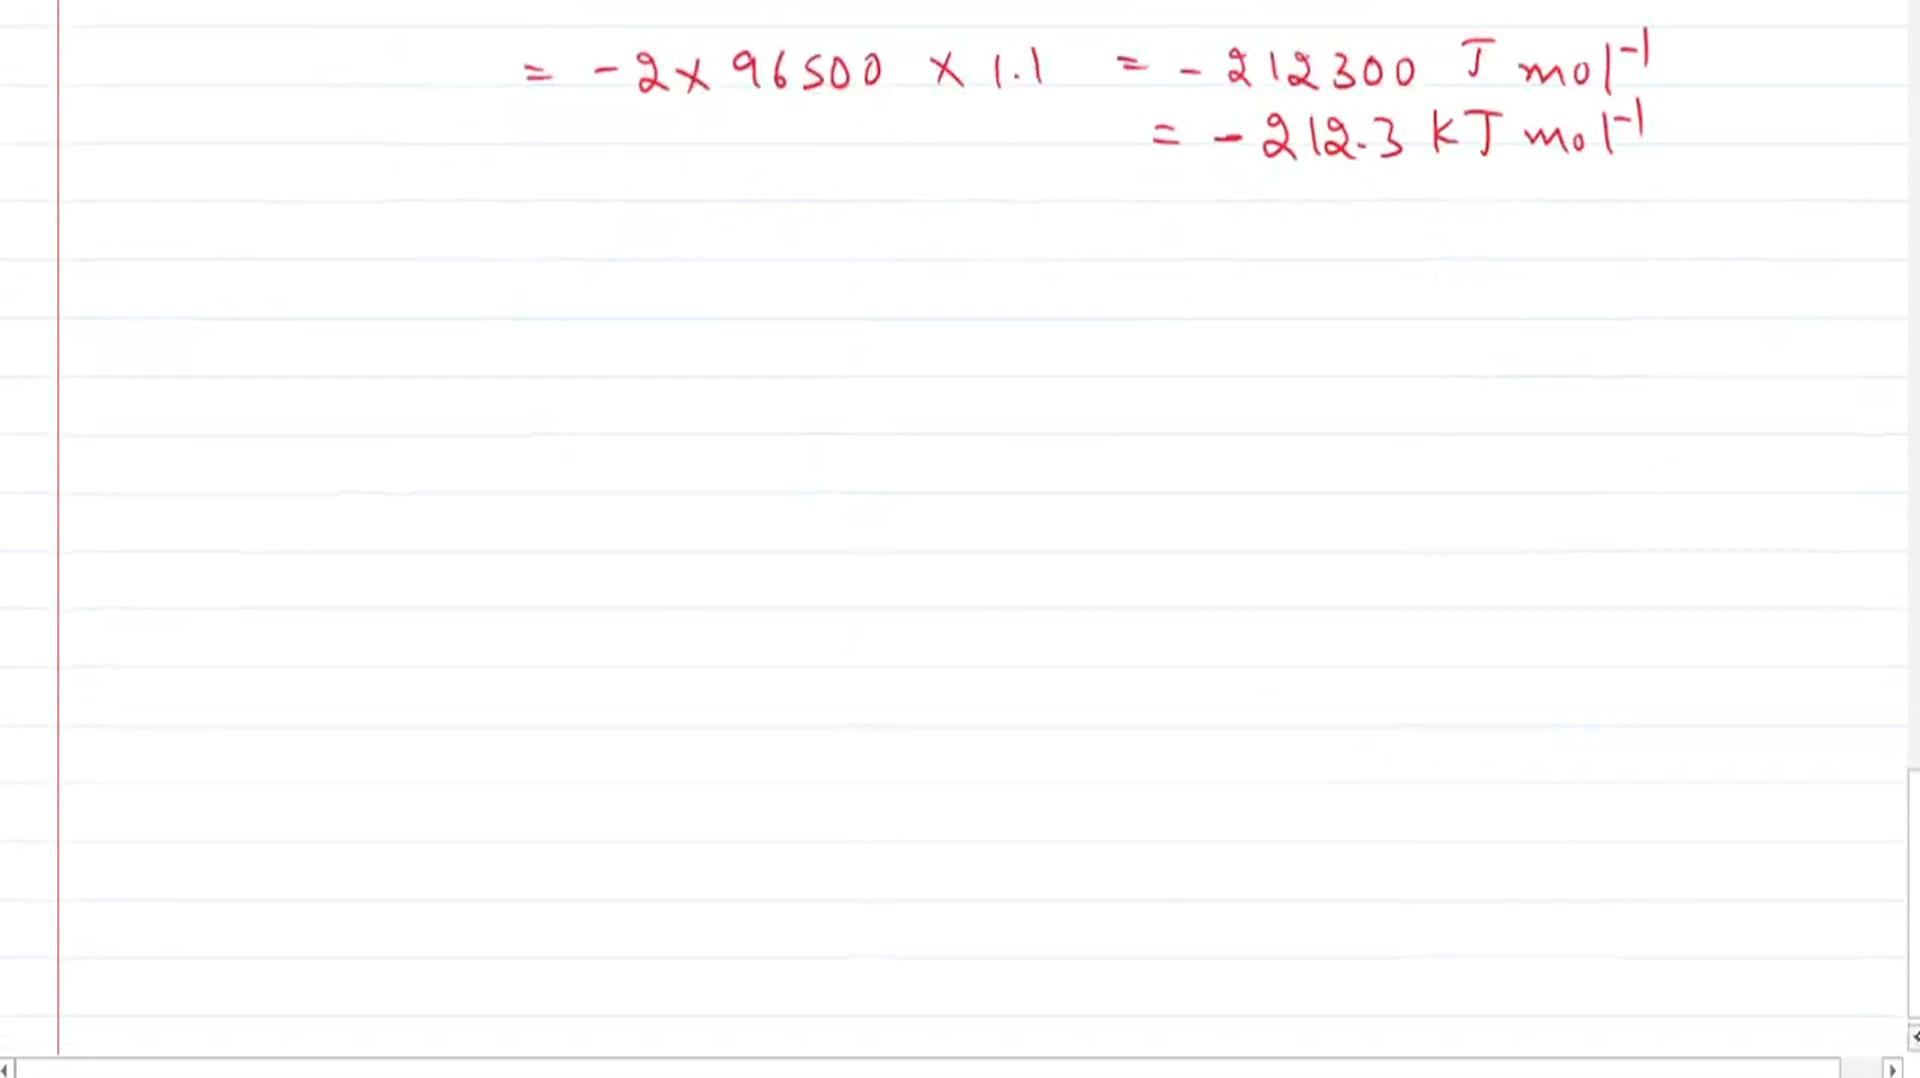 = - 2 × 96500 × 1.1 = - 212300 J mol⁻¹
= - 212.3 KJ mol⁻¹